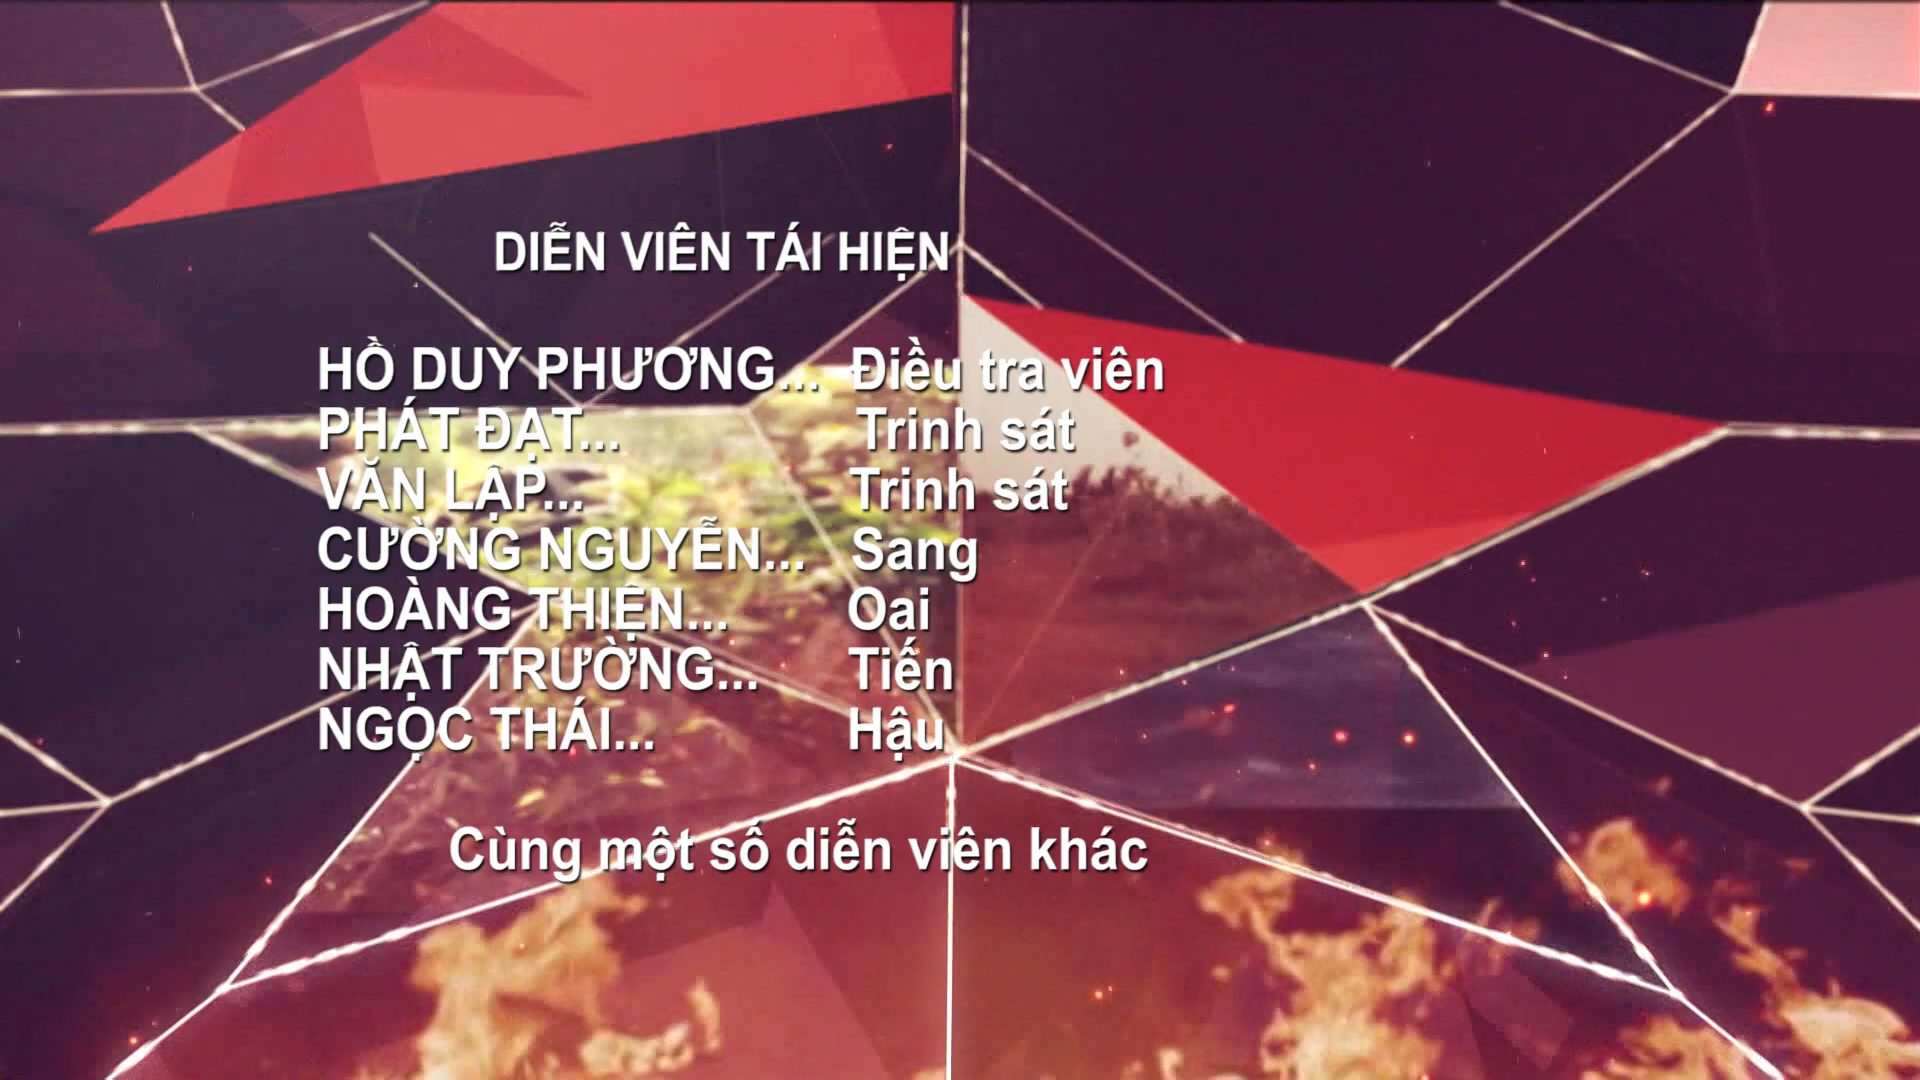 DIỄN VIÊN TÁI HIỆN
HỒ DUY PHƯƠNG... Điều tra viên
PHÁT ĐẠT... Trinh sát
VĂN LẬP... Trinh sát
CƯỜNG NGUYỄN... Sang
HOÀNG THIỆN... Oai
NHẬT TRƯỜNG... Tiến
NGỌC THÁI... Hậu
Cùng một số diễn viên khác